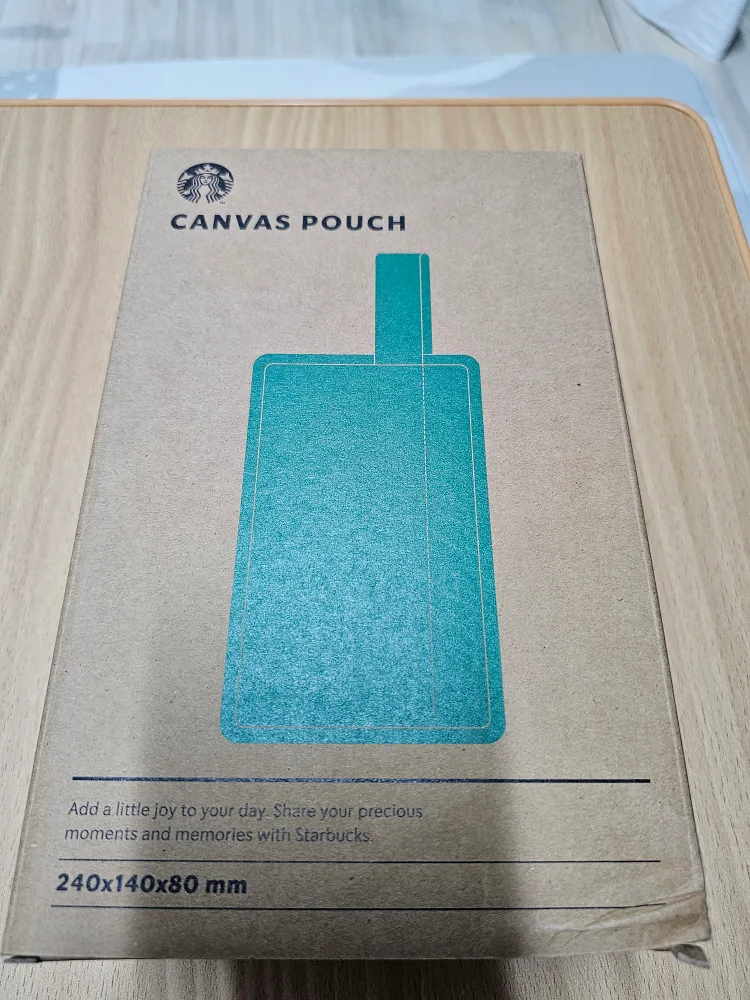 CANVAS POUCH
Add a little joy to your day. Share your precious
moments and memories with Starbucks.
240x140x80 mm